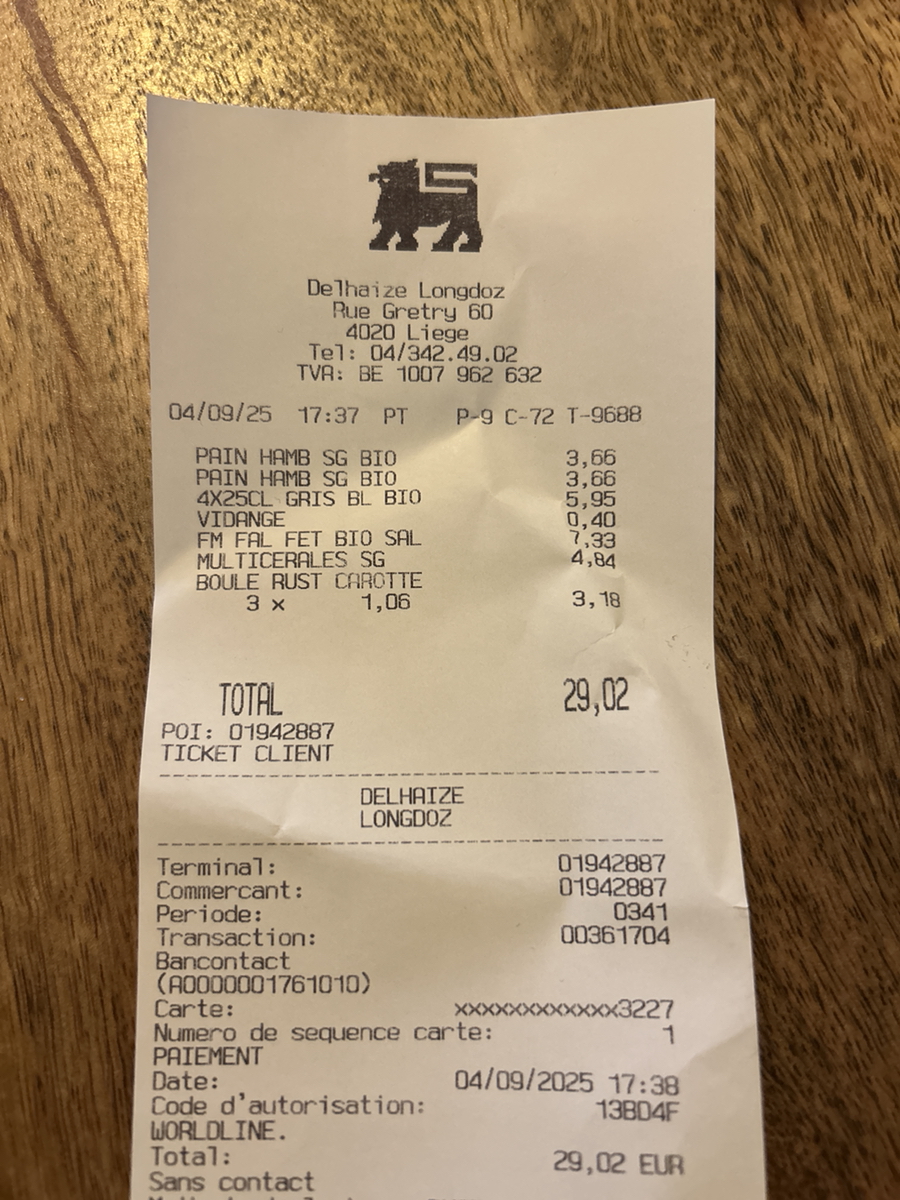 Delhaize Longdoz
Rue Gretry 60
4020 Liege
Tel: 04/342.49.02
TVA: BE 1007 962 632
04/09/25 17:37 PT P-9 C-72 T-9688
PAIN HAMB SG BIO 3,66
PAIN HAMB SG BIO 3,66
4X25CL GRIS BL BIO 5,95
VIDANGE 0,40
FM FAL FET BIO SAL 7,33
MULTICERALES SG 4,84
BOULE RUST CAROTTE
3 x 1,06 3,18
TOTAL 29,02
POI: 01942887
TICKET CLIENT
DELHAIZE
LONGDOZ
Terminal: 01942887
Commercant: 01942887
Periode: 0341
Transaction: 00361704
Bancontact
(A0000001761010)
Carte: xxxxxxxxxxxxx3227
Numero de sequence carte: 1
PAIEMENT
Date: 04/09/2025 17:38
Code d'autorisation: 13BD4F
WORLDLINE.
Total: 29,02 EUR
Sans contact